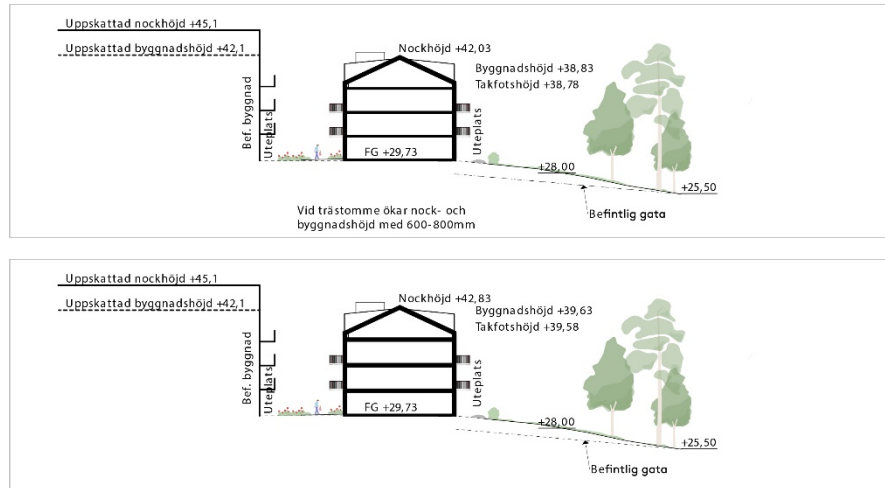 Uppskattad nockhöjd +45,1
Uppskattad byggnadshöjd +42,1
Nockhöjd+42,03
Byggnadshöjd +38,83
Takfotshöjd +38,78
Bef. byggnad
Uteplats
Uteplats
FG +29,73
+28,00
+25,50
Befintlig gata
Vid trästomme ökar nock- och
byggnadshöjd med 600-800mm
Uppskattad nockhöjd +45,1
Uppskattad byggnadshöjd +42,1
Nockhöjd +42,83
Byggnadshöjd +39,63
Takfotshöjd +39,58
Bef. byggnad
Uteplats
Uteplats
FG +29,73
+28,00
+25,50
Befintlig gata